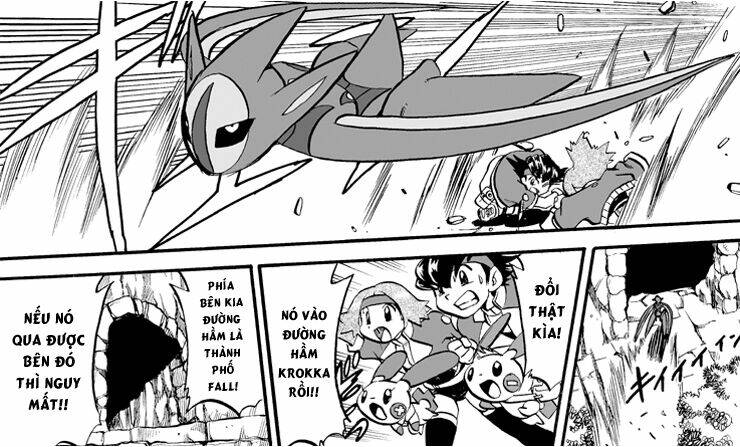 ĐỔI
THẬT
KÌA!
NÓ VÀO
ĐƯỜNG
HẦM
KROKKA
RỒI!!
PHÍA
BÊN KIA
ĐƯỜNG
HẦM LÀ
THÀNH
PHỐ
FALL!
NẾU NÓ
QUA ĐƯỢC
BÊN ĐÓ
THÌ NGUY
MẤT!!